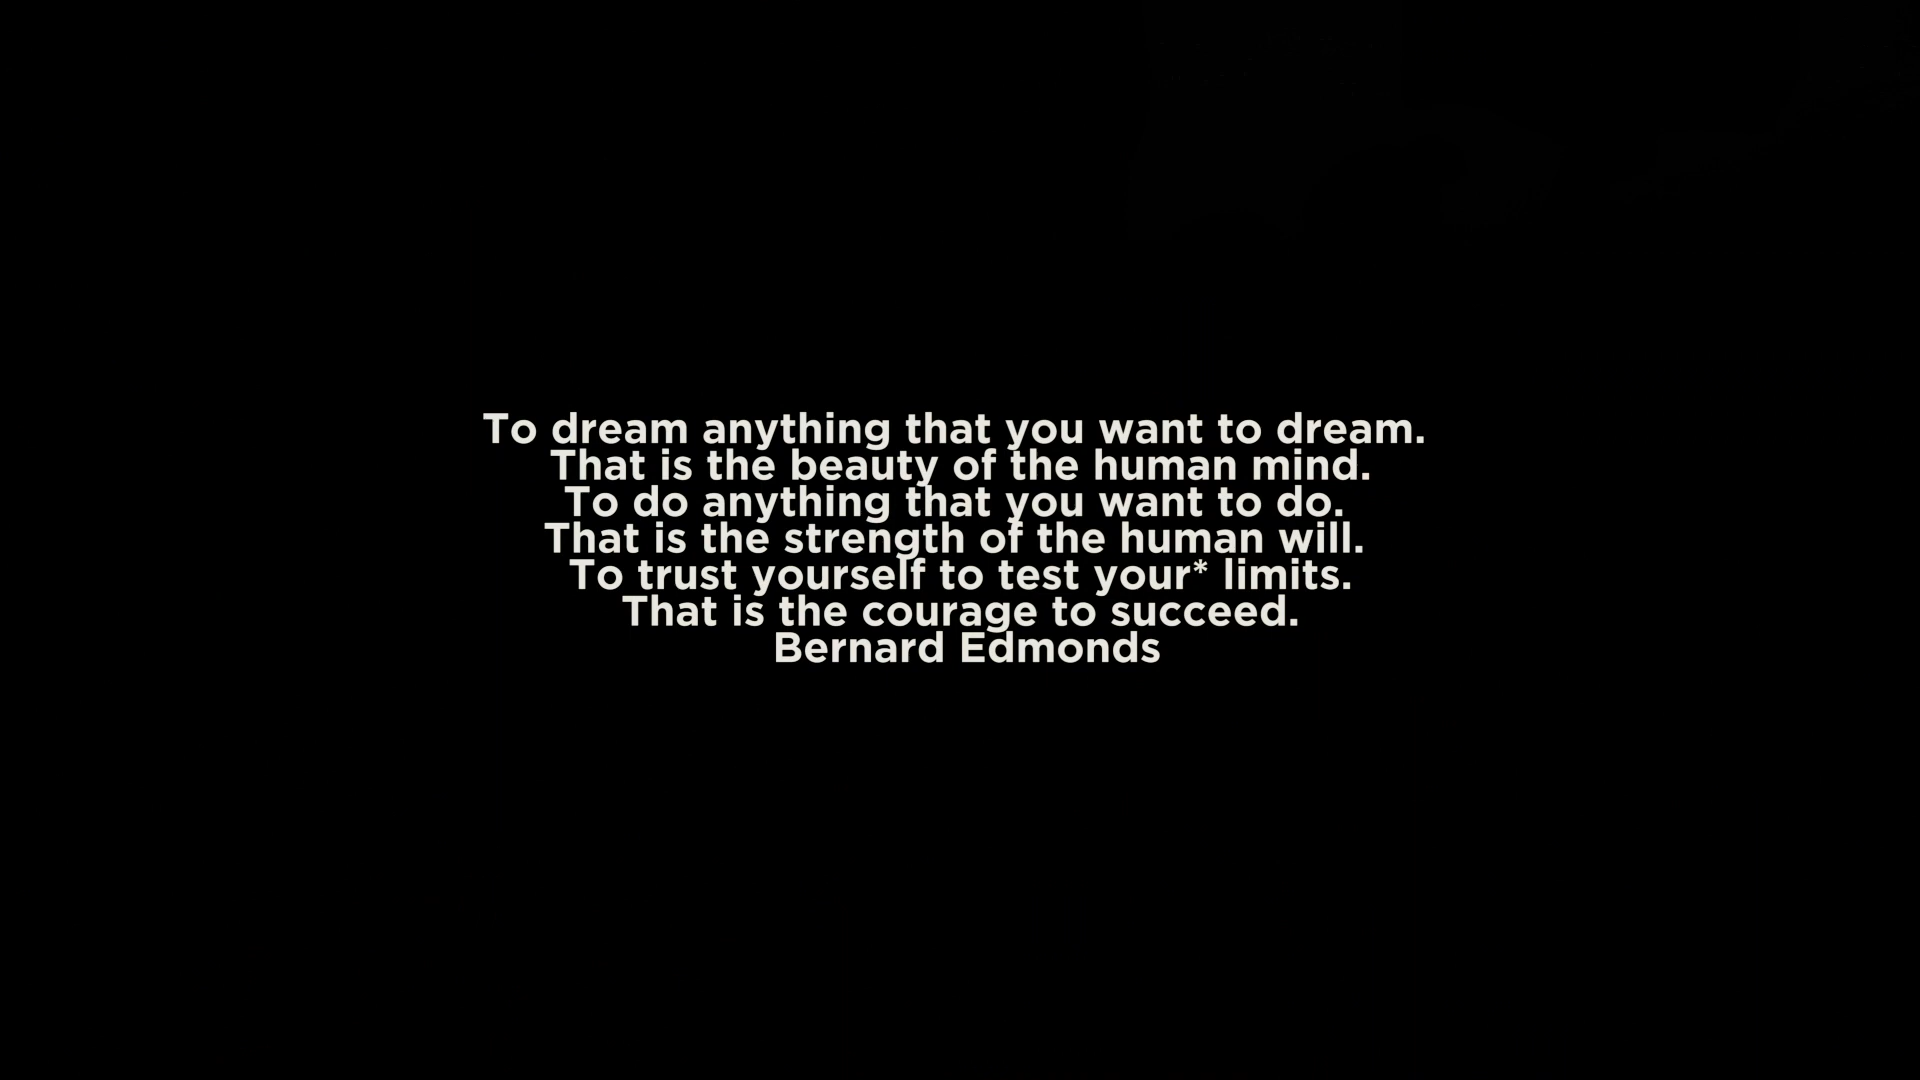 To dream anything that you want to dream.
That is the beauty of the human mind.
To do anything that you want to do.
That is the strength of the human will.
To trust yourself to test your* limits.
That is the courage to succeed.
Bernard Edmonds